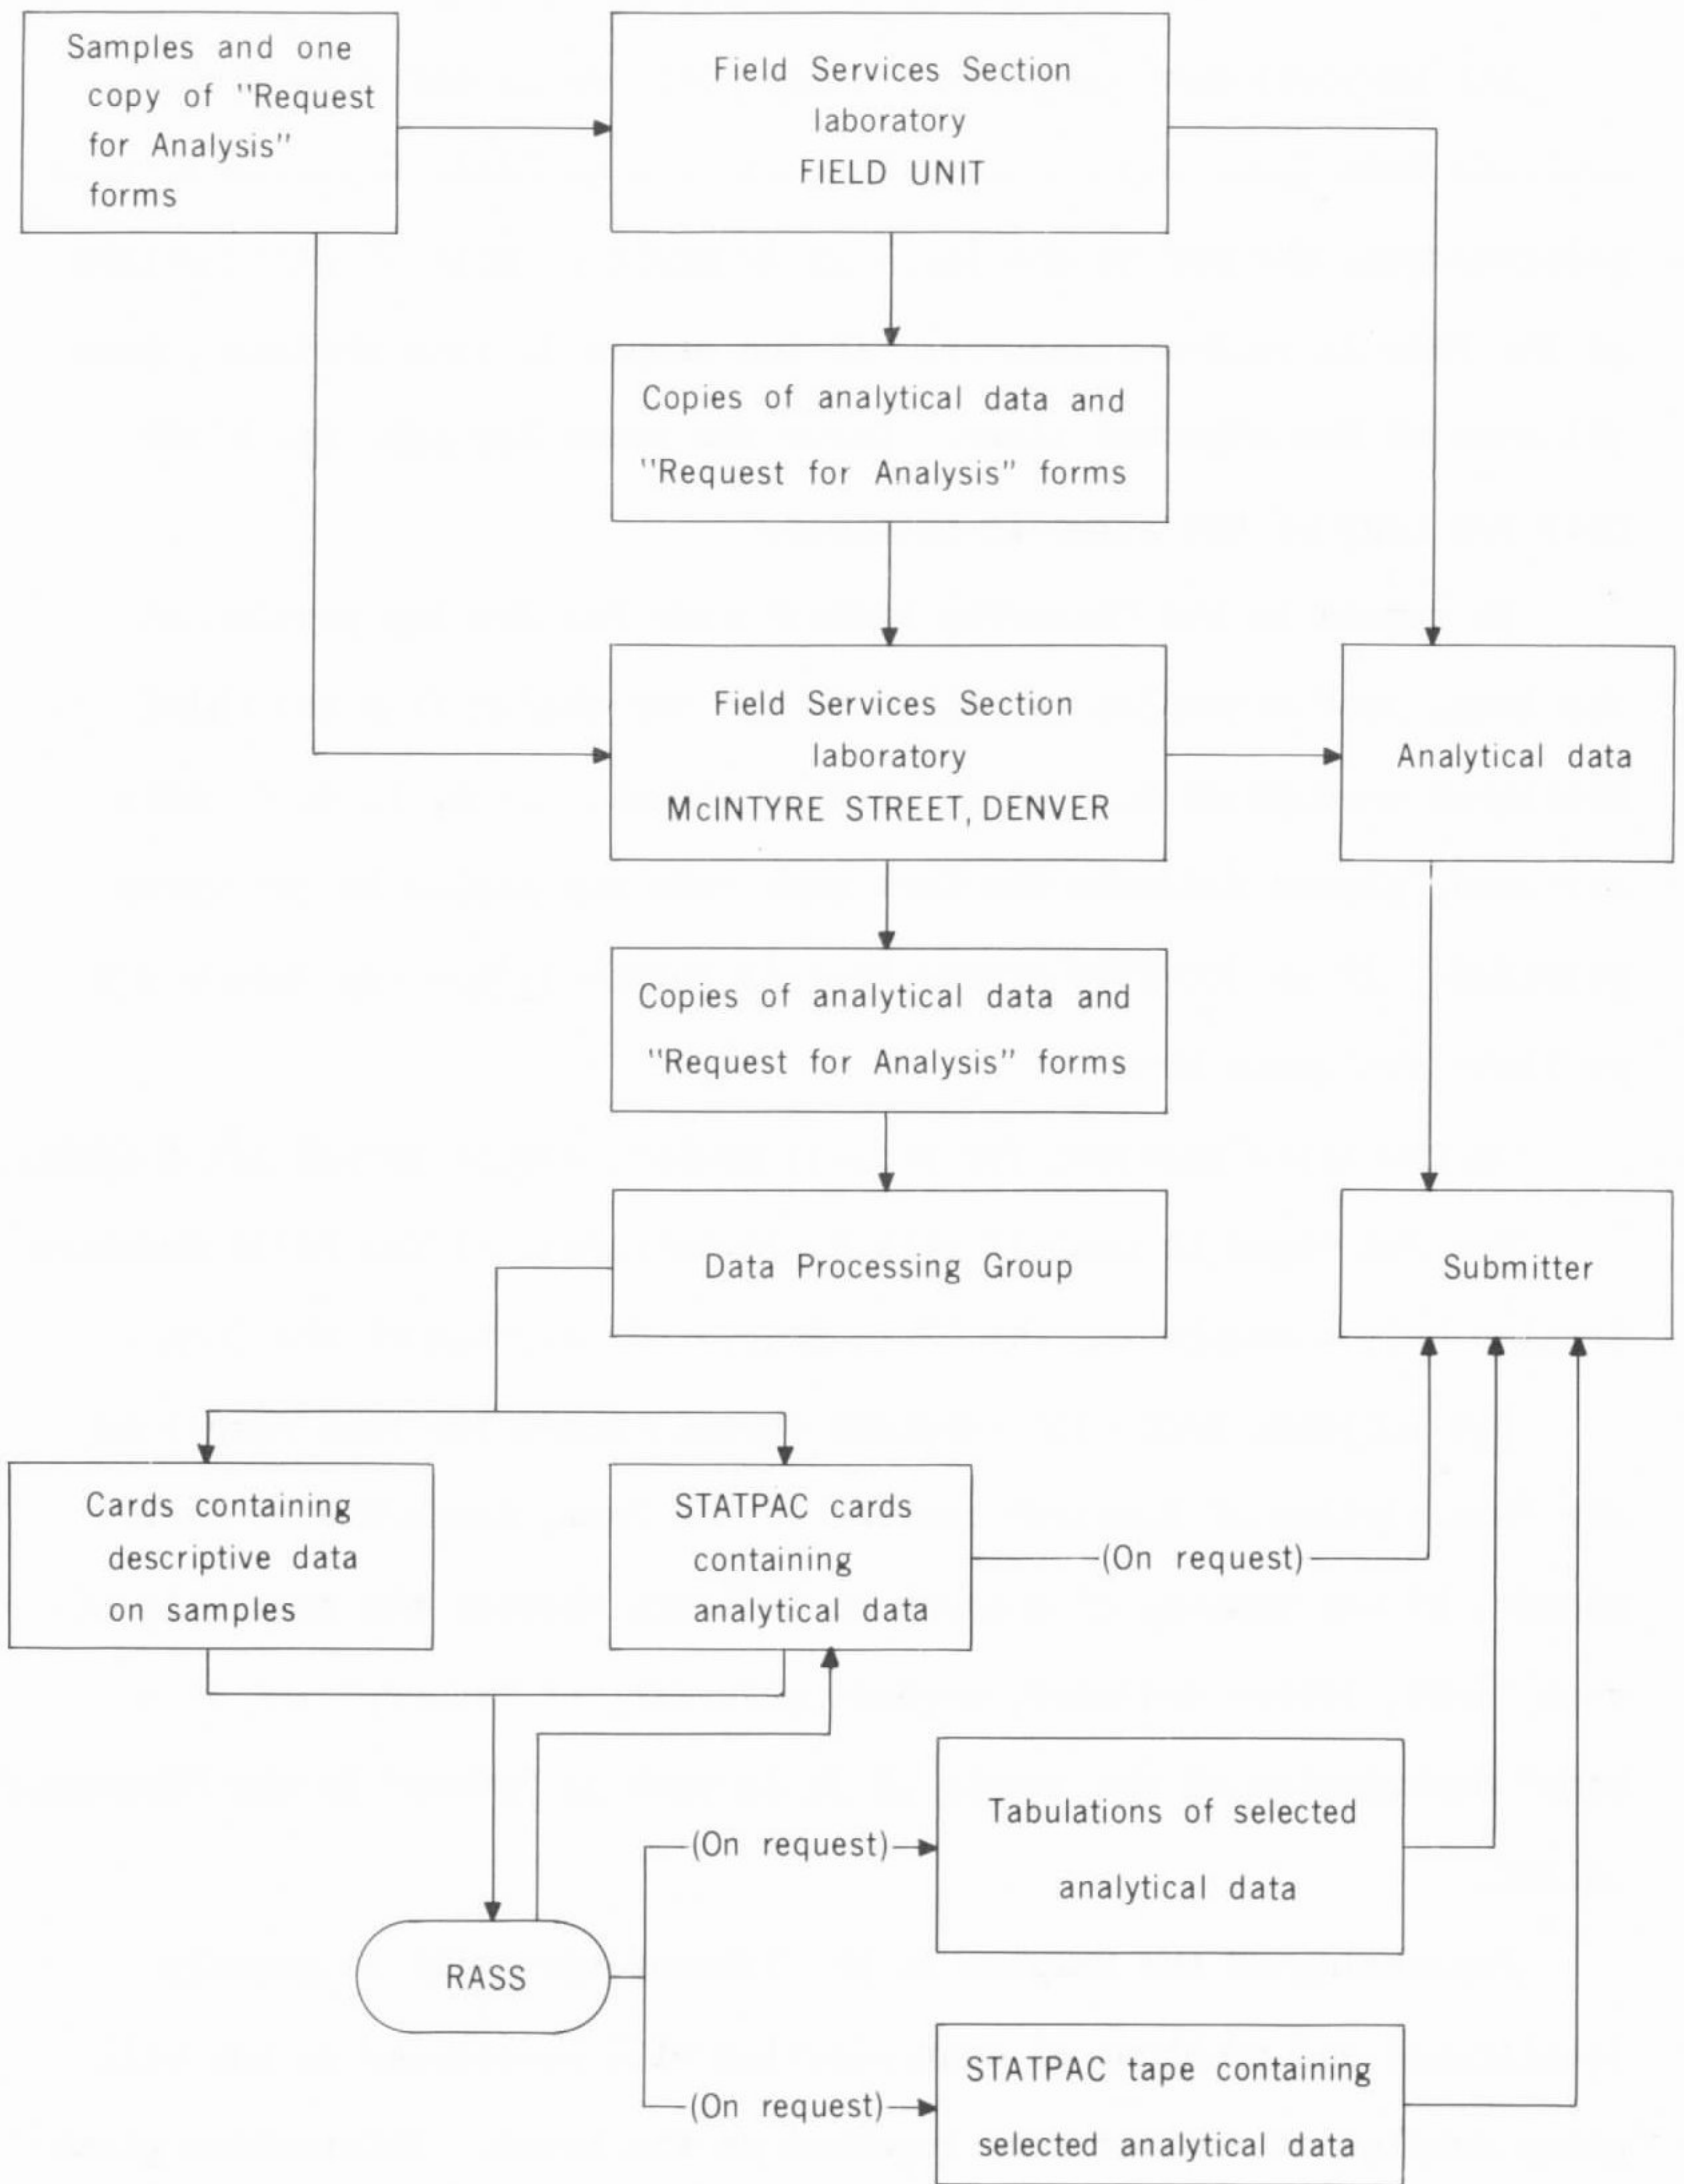 Samples and one
copy of "Request
for Analysis"
forms
Field Services Section
laboratory
FIELD UNIT
Copies of analytical data and
"Request for Analysis" forms
Field Services Section
laboratory
McINTYRE STREET, DENVER
Analytical data
Copies of analytical data and
"Request for Analysis" forms
Data Processing Group
Submitter
Cards containing
descriptive data
on samples
STATPAC cards
containing
analytical data
(On request)
(On request)
Tabulations of selected
analytical data
RASS
(On request)
STATPAC tape containing
selected analytical data